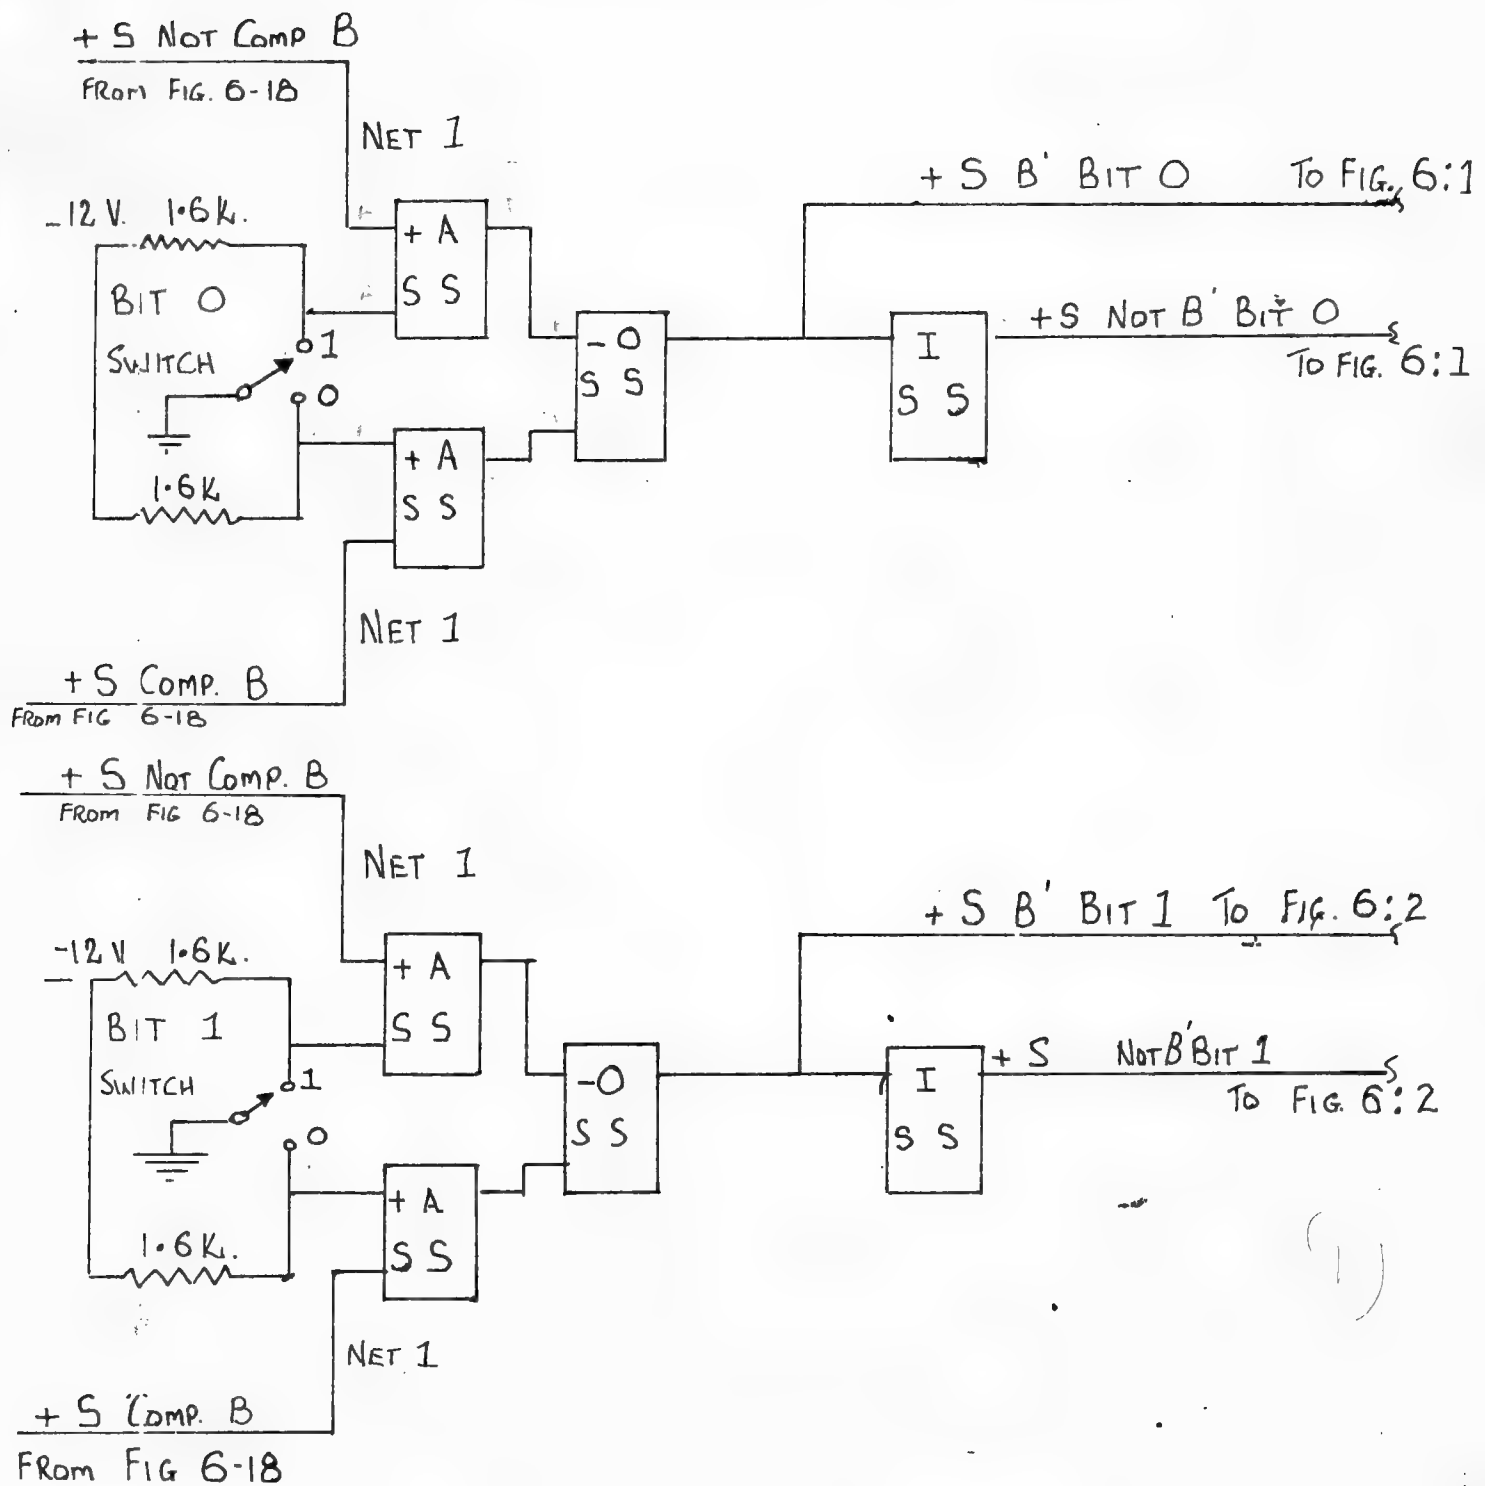 + S NOT COMP B
FROM FIG. 6-18
NET 1
+ S B' BIT 0 TO FIG. 6:1
-12 V. 1.6K.
+ A
S S
BIT 0
SWITCH
1
0
- O
S S
I
S S
+S NOT B' BIT 0
TO FIG. 6:1
+ A
S S
1.6K
NET 1
+ S COMP. B
FROM FIG 6-18
+ S NOT COMP. B
FROM FIG 6-18
NET 1
+ S B' BIT 1 TO FIG. 6:2
-12 V 1.6K.
+ A
S S
BIT 1
SWITCH
1
0
-O
S S
I
S S
+ S NOT B' BIT 1
TO FIG. 6:2
+ A
S S
1.6K.
NET 1
+ S COMP. B
FROM FIG 6-18